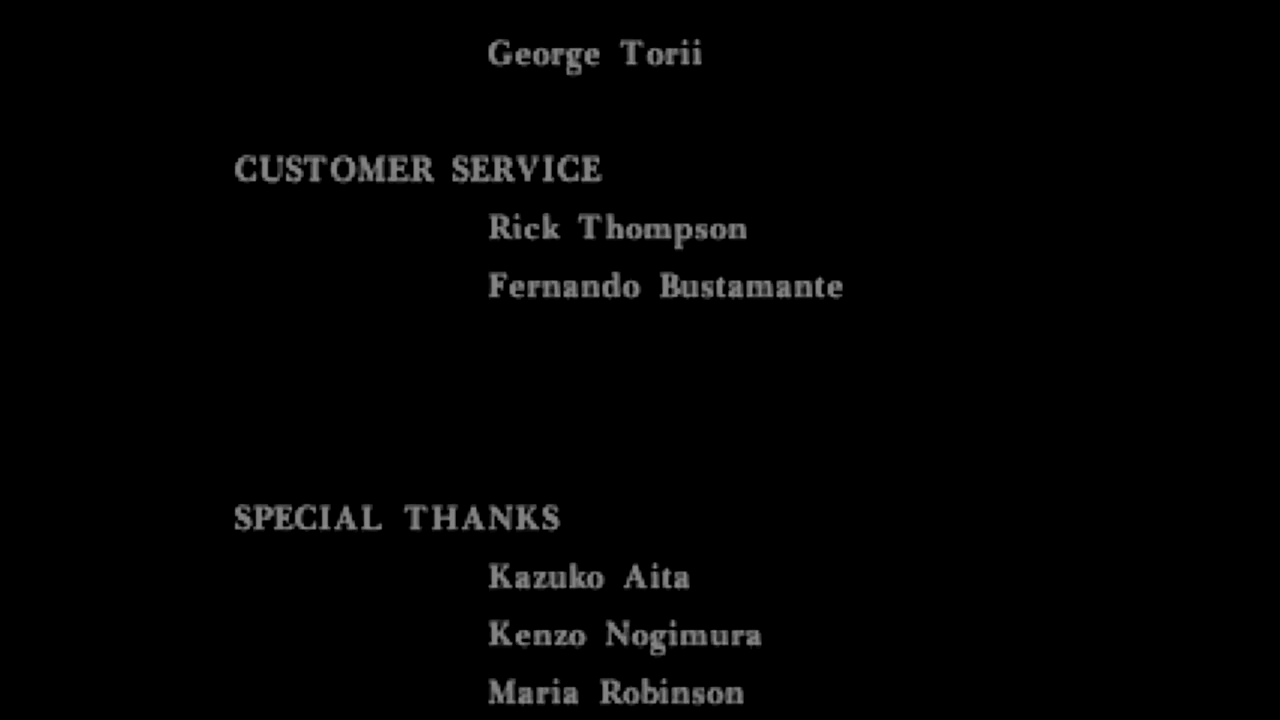 George Torii
CUSTOMER SERVICE
Rick Thompson
Fernando Bustamante
SPECIAL THANKS
Kazuko Aita
Kenzo Nogimura
Maria Robinson